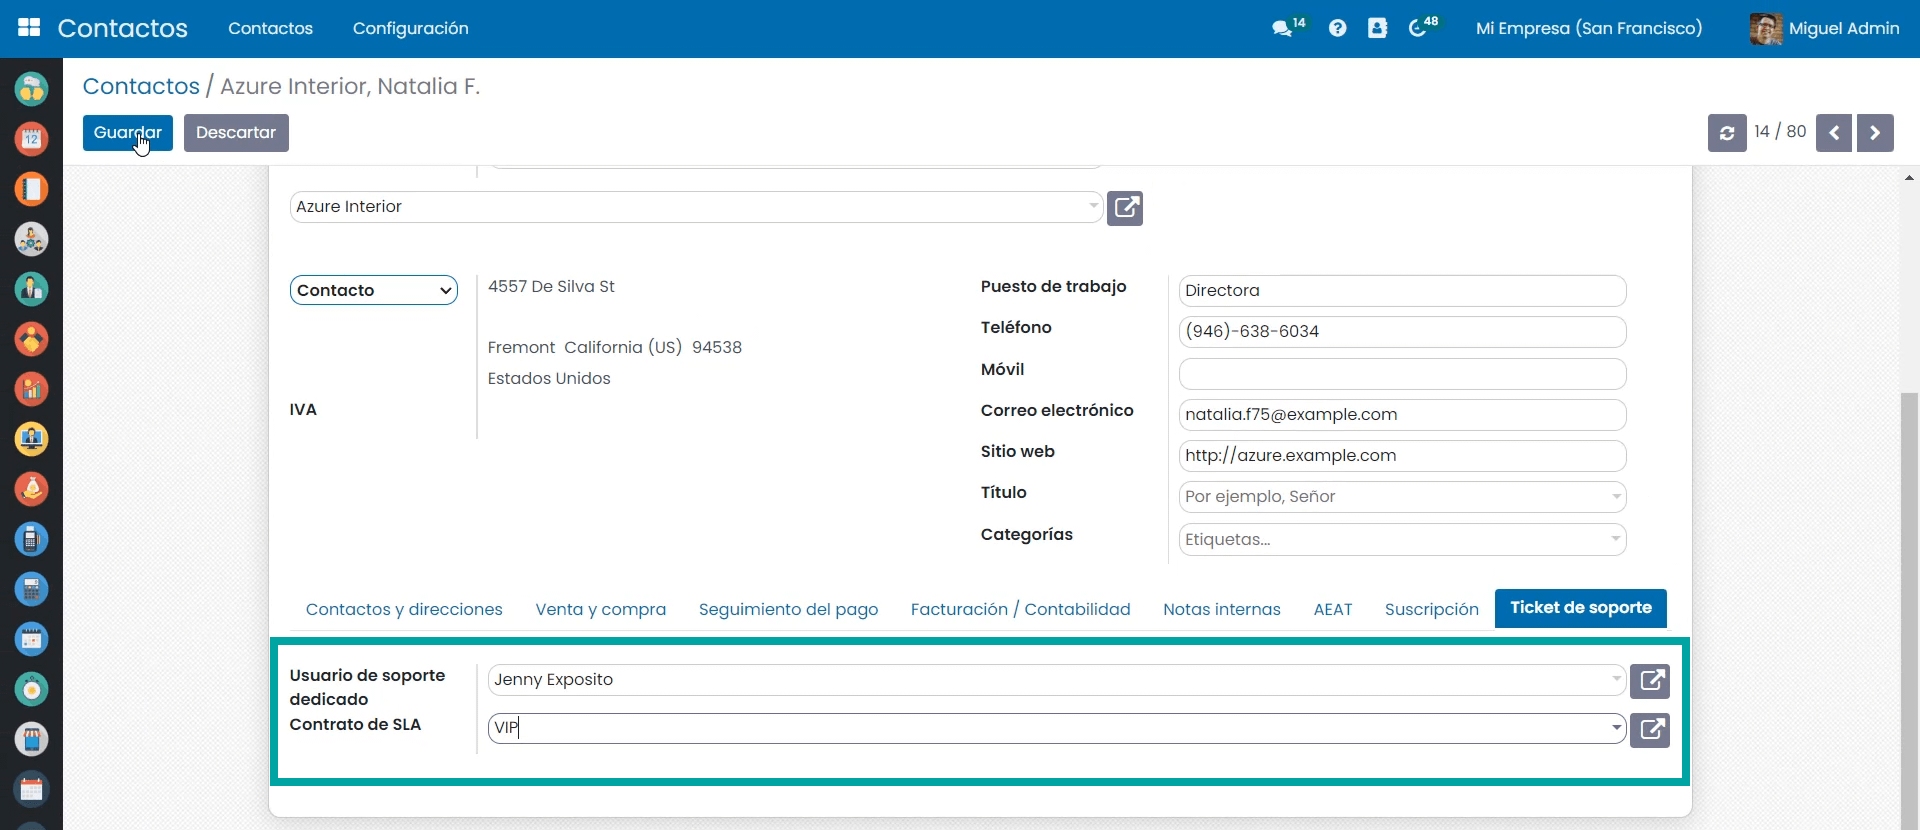 Contactos Contactos Configuración 14 48 Mi Empresa (San Francisco) Miguel Admin
Contactos / Azure Interior, Natalia F.
Guardar Descartar 14 / 80
12
Azure Interior
Contacto 4557 De Silva St Puesto de trabajo Directora
Teléfono (946)-638-6034
Fremont California (US) 94538
Móvil
Estados Unidos
IVA Correo electrónico natalia.f75@example.com
Sitio web http://azure.example.com
Título Por ejemplo, Señor
Categorías Etiquetas...
Contactos y direcciones Venta y compra Seguimiento del pago Facturación / Contabilidad Notas internas AEAT Suscripción Ticket de soporte
Usuario de soporte Jenny Exposito
dedicado
Contrato de SLA VIP